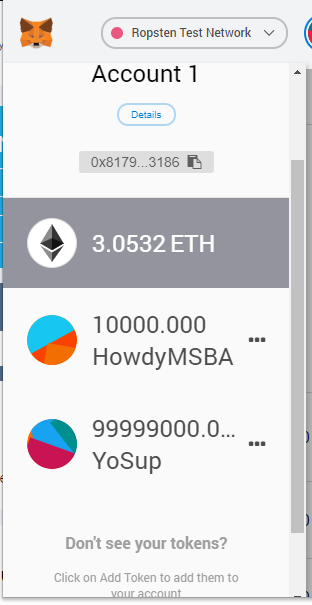 Ropsten Test Network
Account 1
Details
0x8179...3186
3.0532 ETH
10000.000
HowdyMSBA
99999000.0...
YoSup
Don't see your tokens?
Click on Add Token to add them to
your account